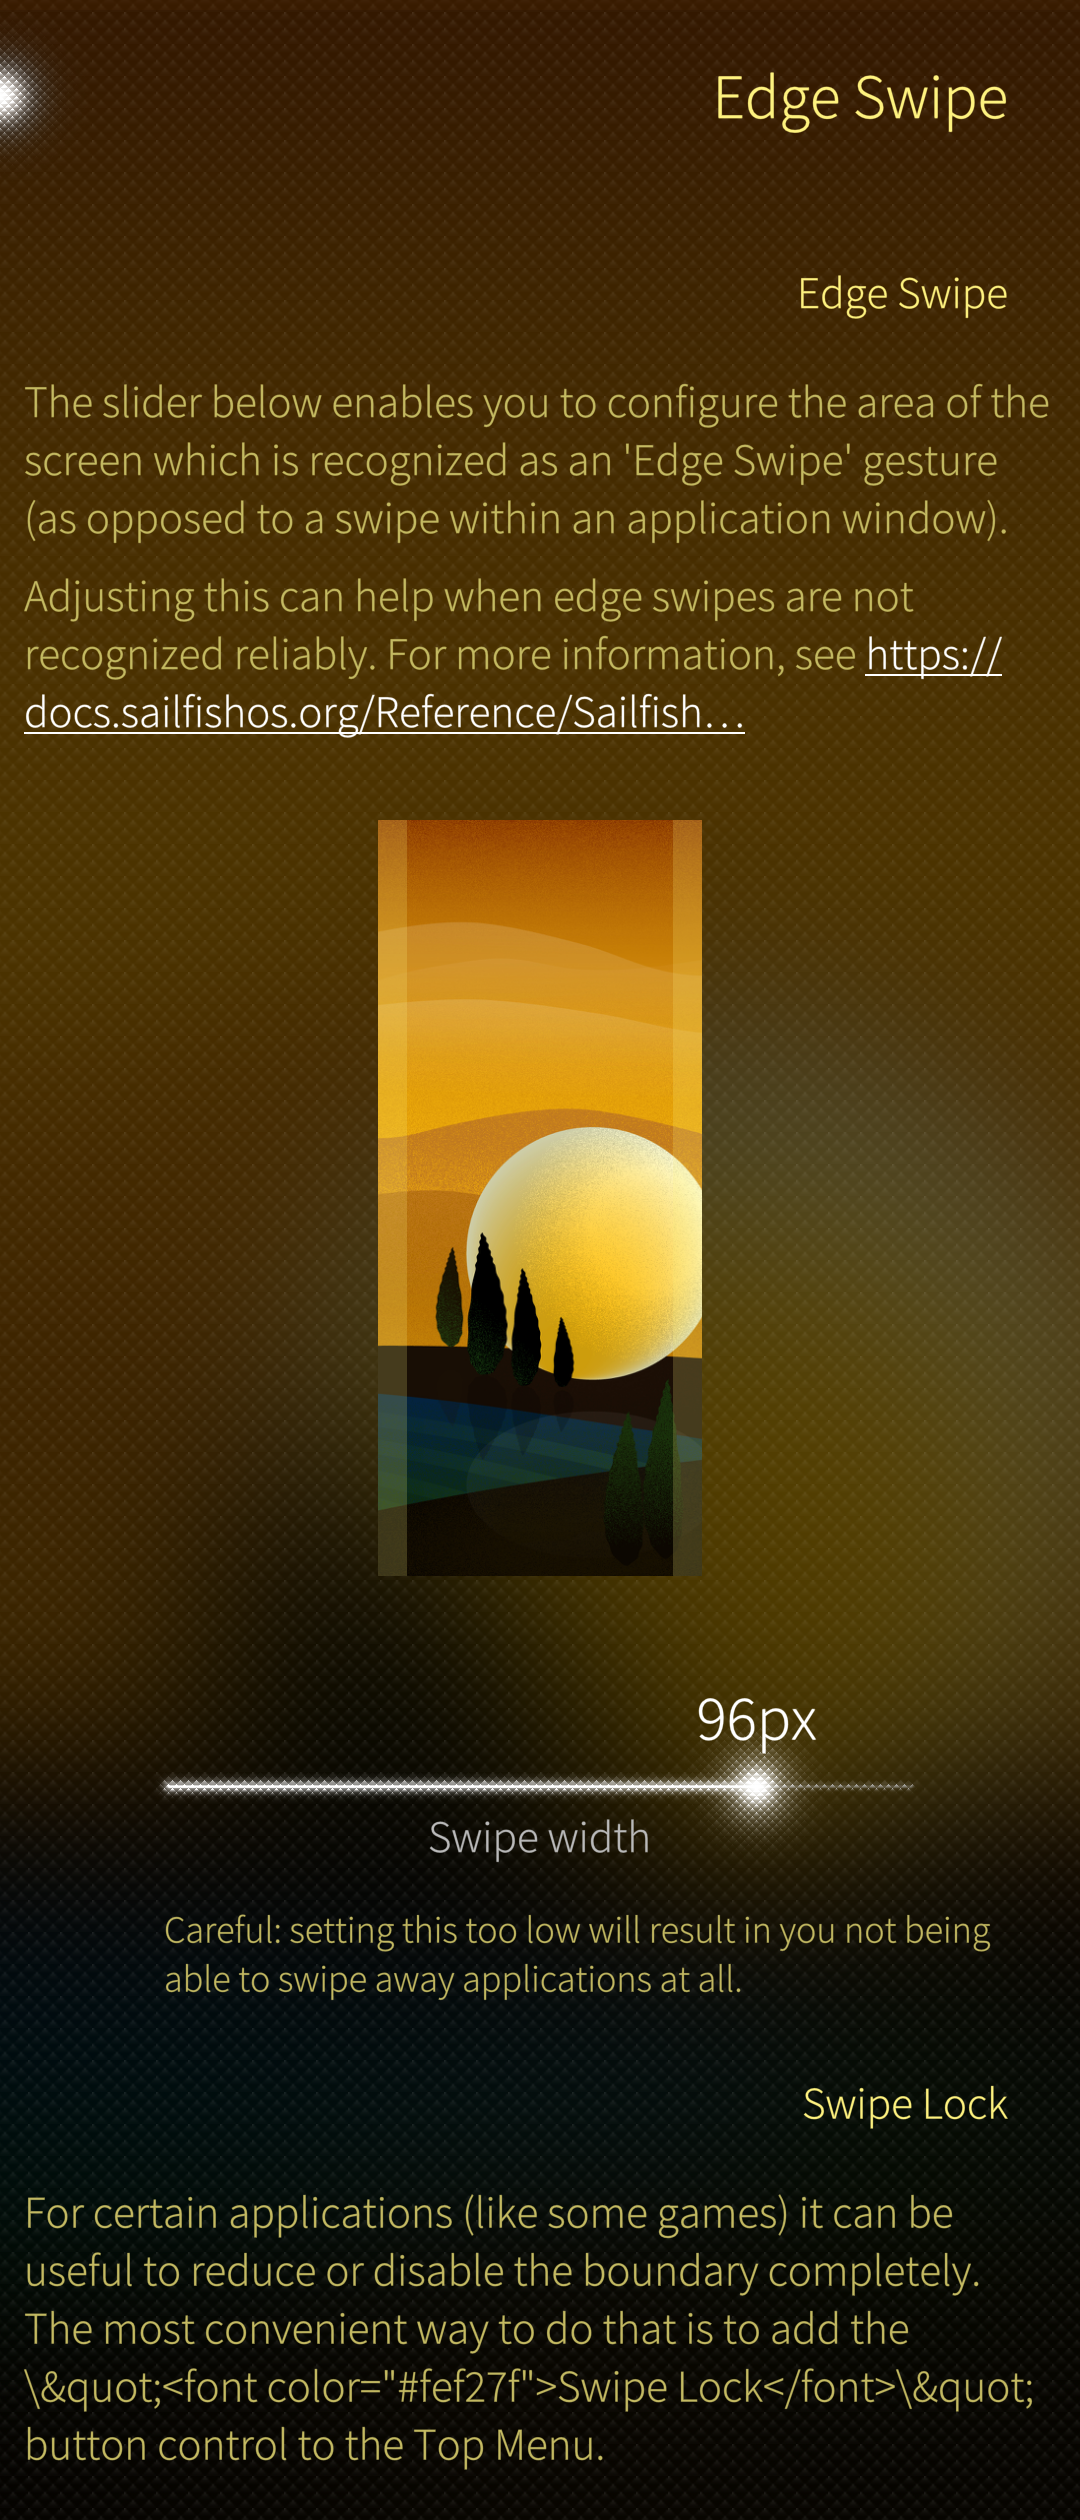 Edge Swipe
Edge Swipe
The slider below enables you to configure the area of the
screen which is recognized as an 'Edge Swipe' gesture
(as opposed to a swipe within an application window).
Adjusting this can help when edge swipes are not
recognized reliably. For more information, see https://
docs.sailfishos.org/Reference/Sailfish…
96px
Swipe width
Careful: setting this too low will result in you not being
able to swipe away applications at all.
Swipe Lock
For certain applications (like some games) it can be
useful to reduce or disable the boundary completely.
The most convenient way to do that is to add the
\&quot;<font color="#fef27f">Swipe Lock</font>\&quot;
button control to the Top Menu.